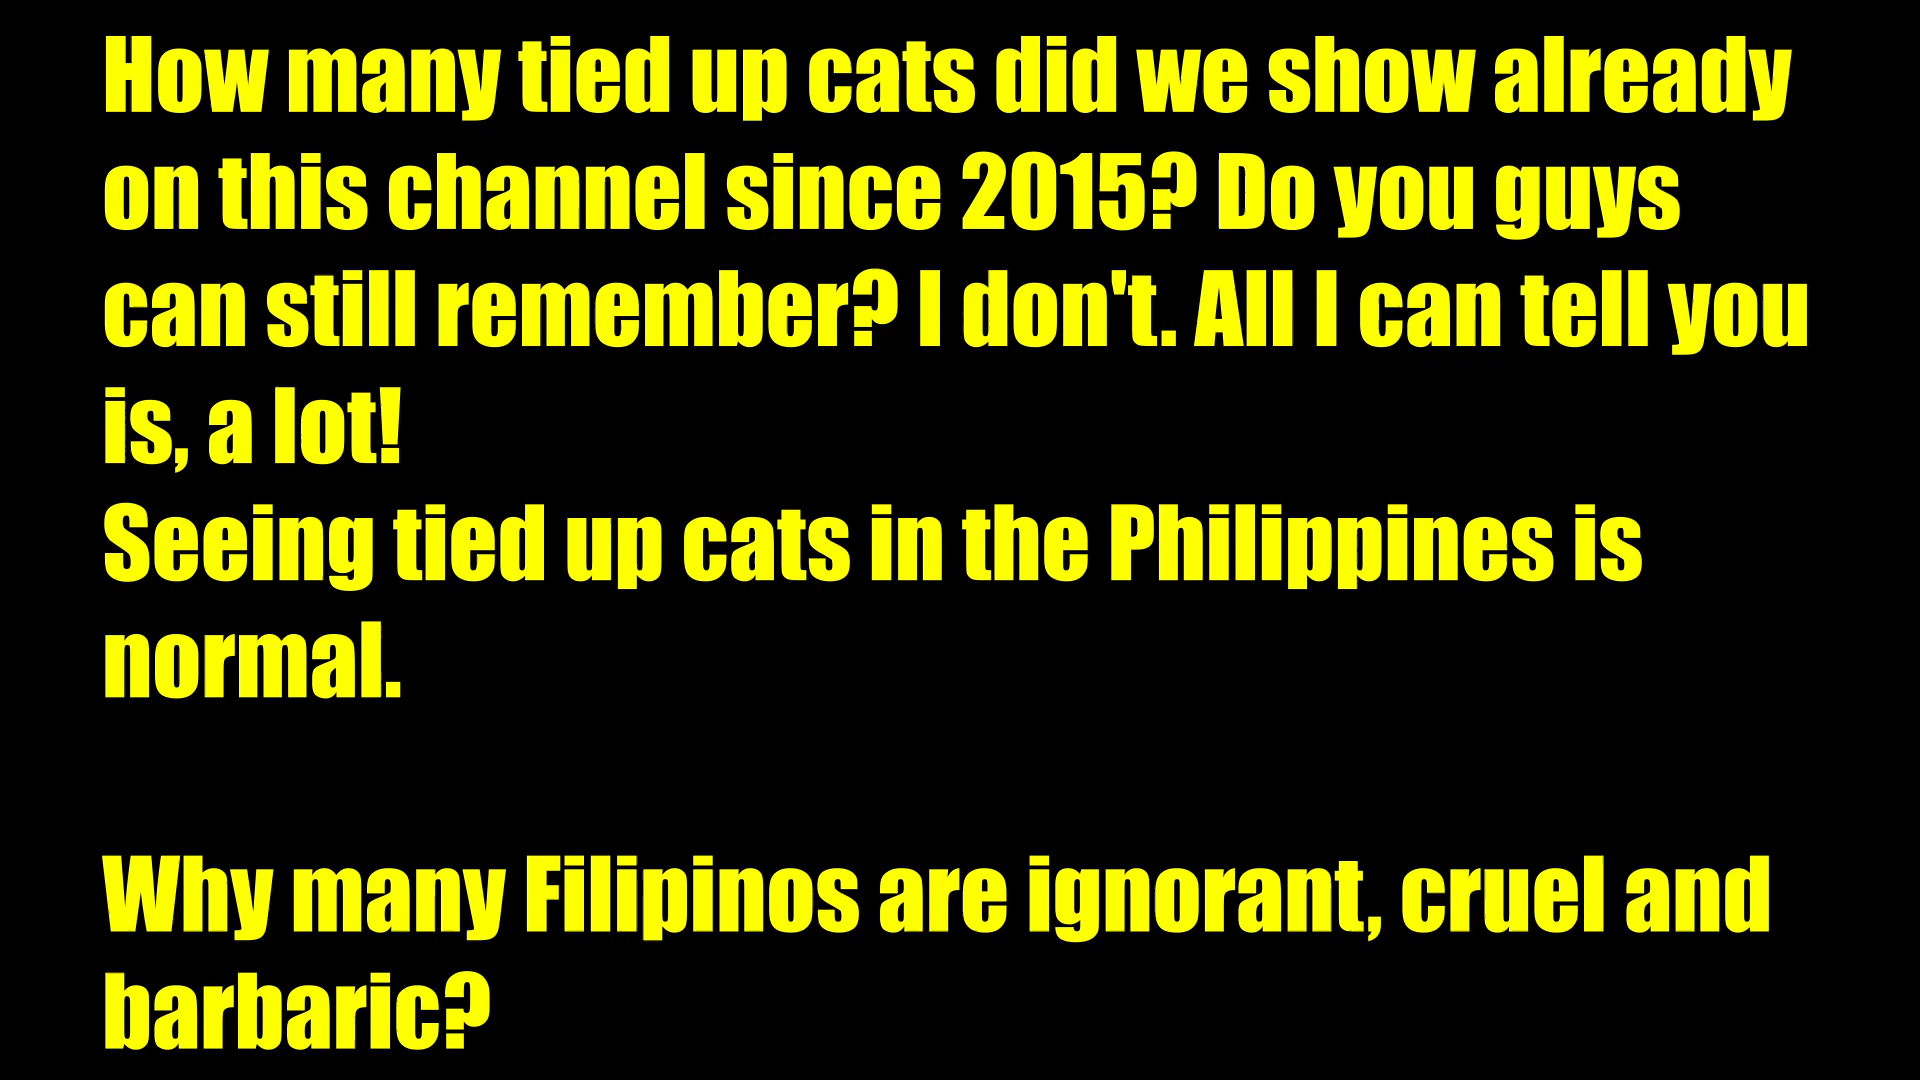 How many tied up cats did we show already
on this channel since 2015? Do you guys
can still remember? I don't. All I can tell you
is, a lot!
Seeing tied up cats in the Philippines is
normal.
Why many Filipinos are ignorant, cruel and
barbaric?